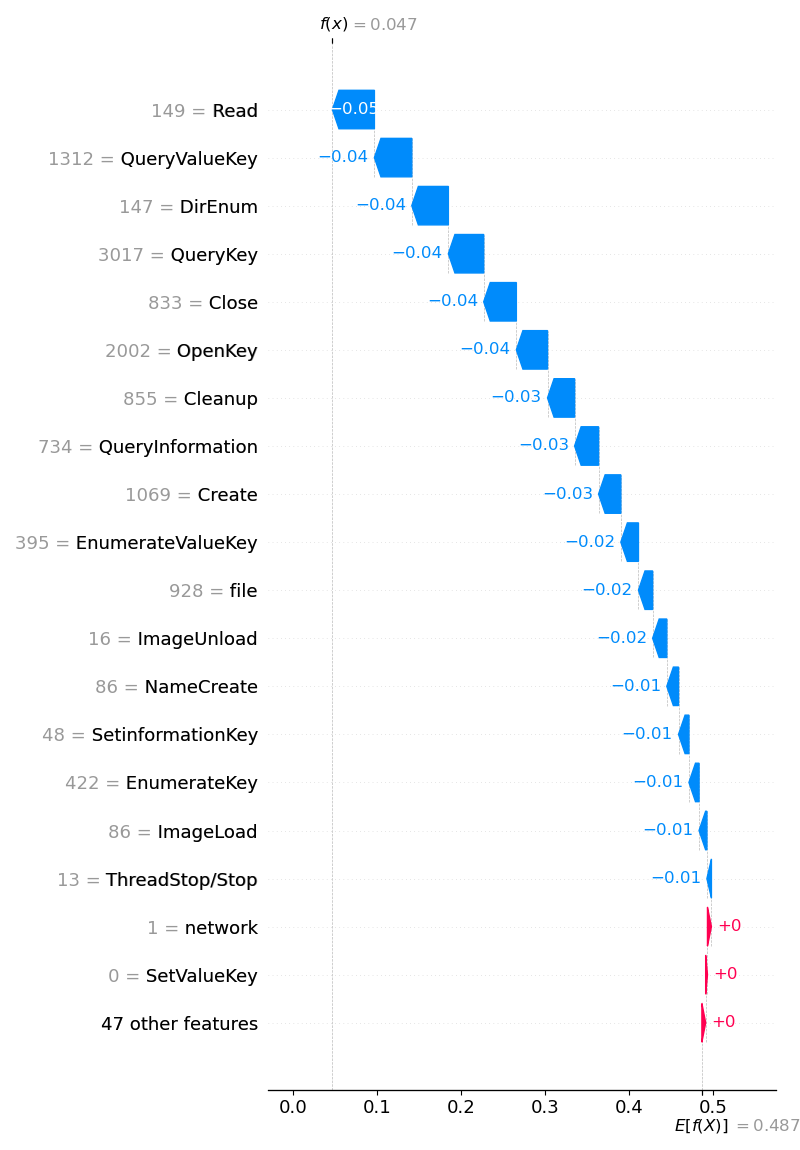 f(x) = 0.047
149 = Read
−0.05
1312 = QueryValueKey
−0.04
147 = DirEnum
−0.04
3017 = QueryKey
−0.04
833 = Close
−0.04
2002 = OpenKey
−0.04
855 = Cleanup
−0.03
734 = QueryInformation
−0.03
1069 = Create
−0.03
395 = EnumerateValueKey
−0.02
928 = file
−0.02
16 = ImageUnload
−0.02
86 = NameCreate
−0.01
48 = SetinformationKey
−0.01
422 = EnumerateKey
−0.01
86 = ImageLoad
−0.01
13 = ThreadStop/Stop
−0.01
1 = network
+0
0 = SetValueKey
+0
47 other features
+0
0.0 0.1 0.2 0.3 0.4 0.5
E[f(X)] = 0.487